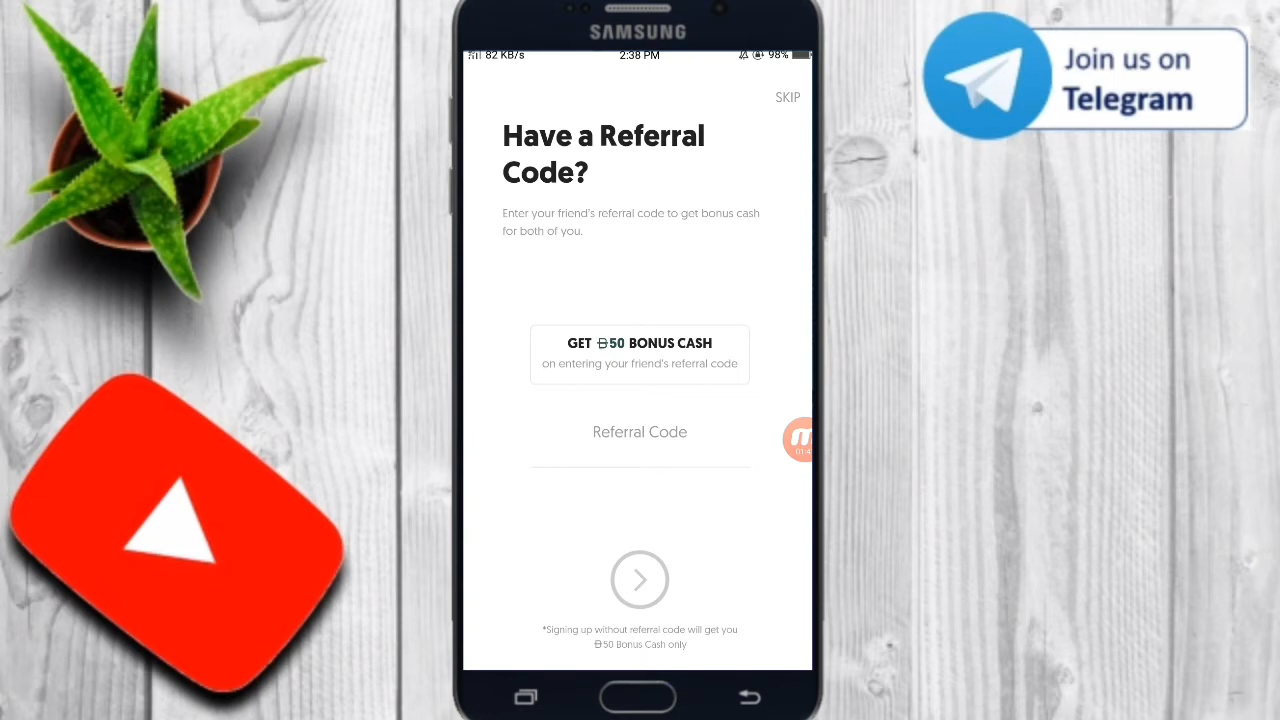 SAMSUNG
82 KB/s
2:38 PM
98%
SKIP
Have a Referral
Code?
Enter your friend's referral code to get bonus cash
for both of you.
GET 50 BONUS CASH
on entering your friend's referral code
Referral Code
01:4
*Signing up without referral code will get you
50 Bonus Cash only
Join us on
Telegram